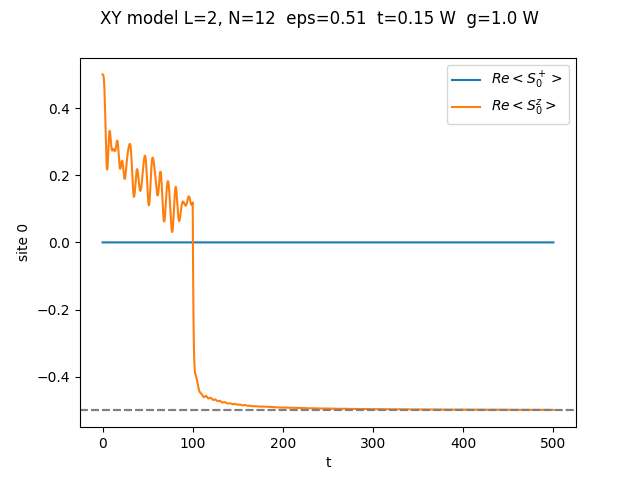 XY model L=2, N=12  eps=0.51  t=0.15 W  g=1.0 W
Re < S_0^+ >
Re < S_0^z >
site 0
0.4
0.2
0.0
−0.2
−0.4
0
100
200
300
400
500
t